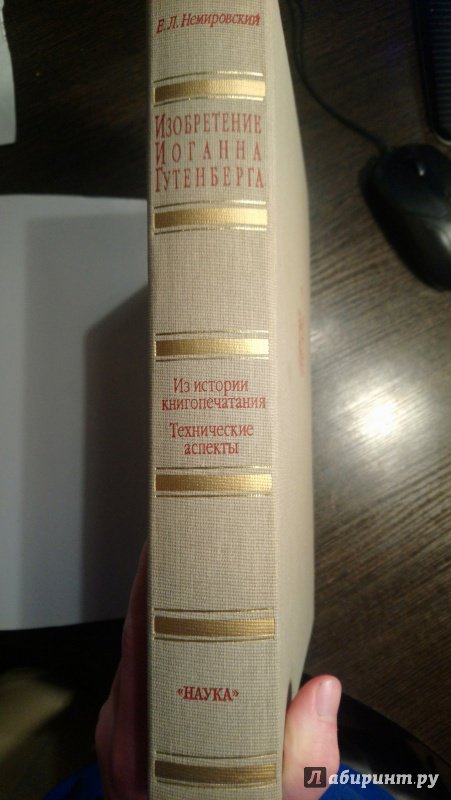 Е.Л. Немировский
Изобретение
Иоганна
Гутенберга
Из истории
книгопечатания
Технические
аспекты
«НАУКА»
Лабиринт.ру